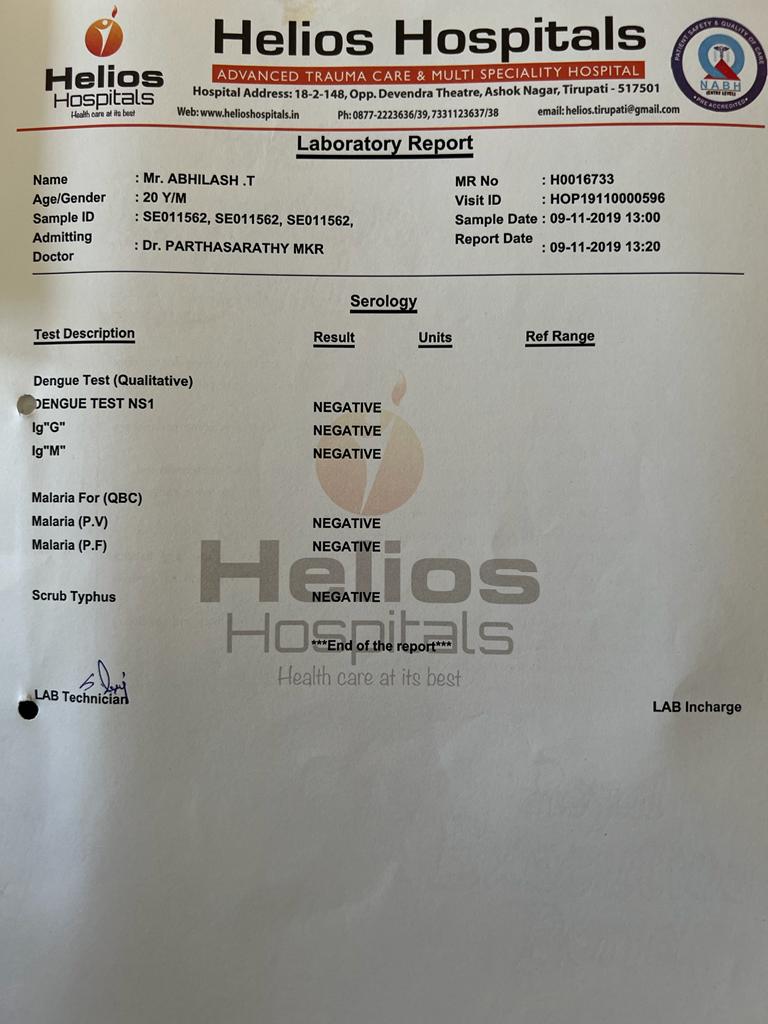 Helios
Hospitals
Health care at its best
Helios Hospitals
ADVANCED TRAUMA CARE & MULTI SPECIALITY HOSPITAL
Hospital Address: 18-2-148, Opp. Devendra Theatre, Ashok Nagar, Tirupati - 517501
Web: www.helioshospitals.in Ph: 0877-2223636/39, 7331123637/38 email: helios.tirupati@gmail.com
PATIENT SAFETY & QUALITY OF CARE
NABH
ENTRY LEVEL
PRE ACCREDITED
Laboratory Report
Name : Mr. ABHILASH .T MR No : H0016733
Age/Gender : 20 Y/M Visit ID : HOP19110000596
Sample ID : SE011562, SE011562, SE011562, Sample Date : 09-11-2019 13:00
Admitting Doctor : Dr. PARTHASARATHY MKR Report Date : 09-11-2019 13:20
Serology
Test Description Result Units Ref Range
Dengue Test (Qualitative)
DENGUE TEST NS1 NEGATIVE
Ig"G" NEGATIVE
Ig"M" NEGATIVE
Malaria For (QBC)
Malaria (P.V) NEGATIVE
Malaria (P.F) NEGATIVE
Helios
Scrub Typhus NEGATIVE
Hospitals
***End of the report***
Health care at its best
LAB Technician LAB Incharge